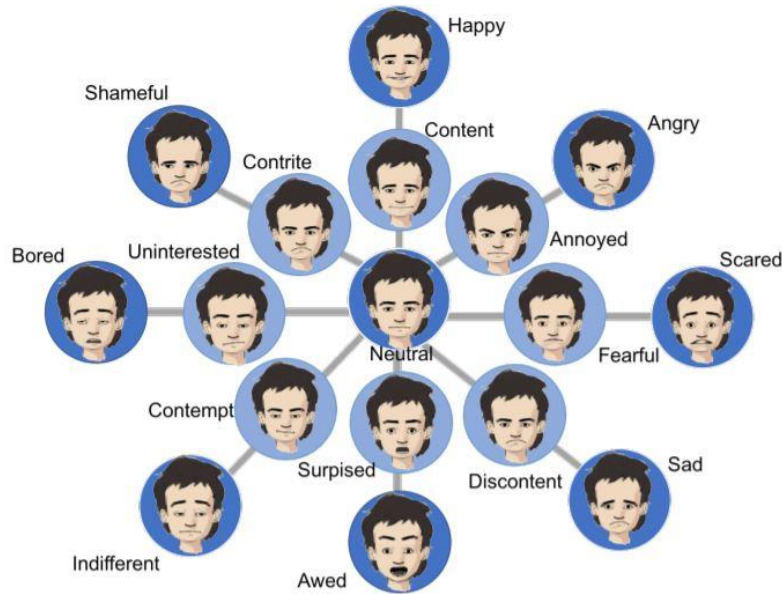 Happy
Shameful
Content
Angry
Contrite
Bored
Uninterested
Annoyed
Scared
Neutral
Fearful
Contempt
Surpised
Discontent
Sad
Indifferent
Awed